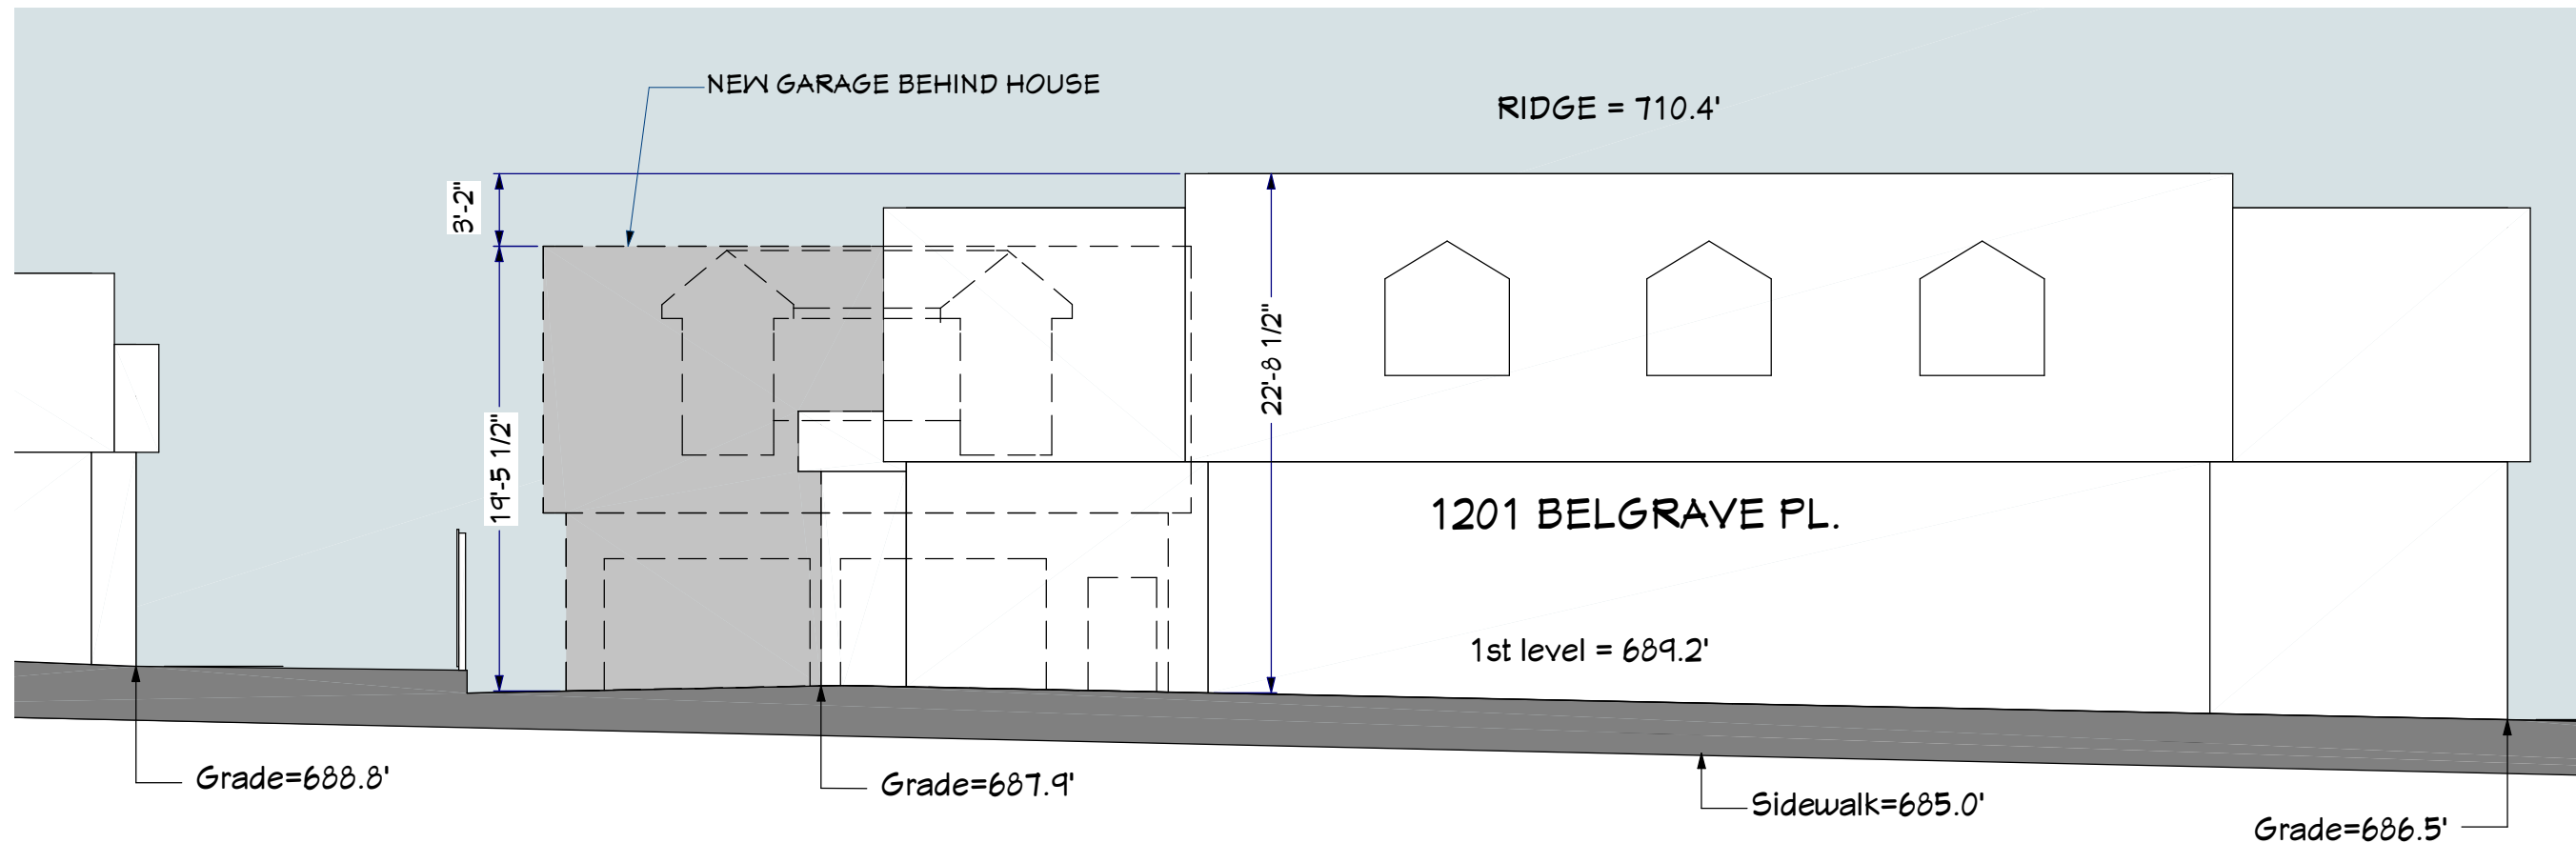 NEW GARAGE BEHIND HOUSE
RIDGE = 710.4'
3'-2"
19'-5 1/2"
22'-8 1/2"
1201 BELGRAVE PL.
1st level = 689.2'
Grade=688.8'
Grade=687.9'
Sidewalk=685.0'
Grade=686.5'